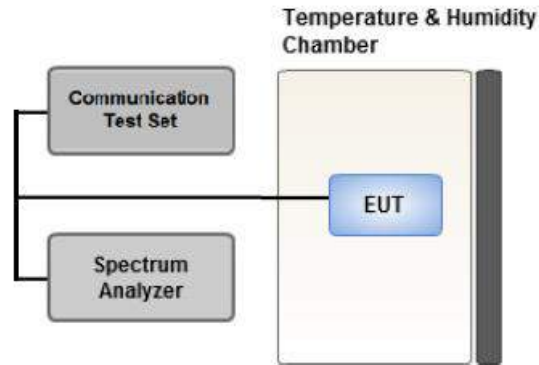 Temperature & Humidity
Chamber
Communication
Test Set
EUT
Spectrum
Analyzer